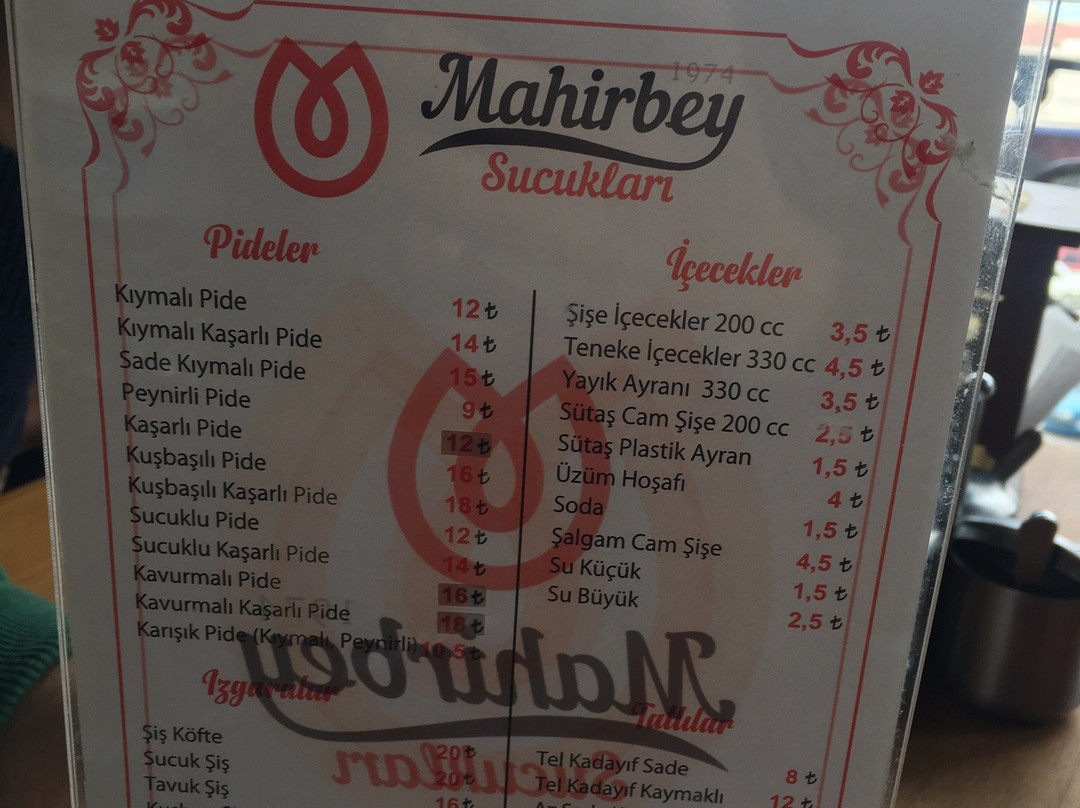 1974
Mahirbey
Sucukları
Pideler
Kıymalı Pide 12 ₺
Kıymalı Kaşarlı Pide 14 ₺
Sade Kıymalı Pide 15 ₺
Peynirli Pide 9 ₺
Kaşarlı Pide 12 ₺
Kuşbaşılı Pide 16 ₺
Kuşbaşılı Kaşarlı Pide 18 ₺
Sucuklu Pide 12 ₺
Sucuklu Kaşarlı Pide 14 ₺
Kavurmalı Pide 16 ₺
Kavurmalı Kaşarlı Pide 18 ₺
Karışık Pide (Kıymalı, Peynirli) 10.5 ₺
İçecekler
Şişe İçecekler 200 cc 3,5 ₺
Teneke İçecekler 330 cc 4,5 ₺
Yayık Ayranı 330 cc 3,5 ₺
Sütaş Cam Şişe 200 cc 2,5 ₺
Sütaş Plastik Ayran 1,5 ₺
Üzüm Hoşafı 4 ₺
Soda 1,5 ₺
Şalgam Cam Şişe 4,5 ₺
Su Küçük 1,5 ₺
Su Büyük 2,5 ₺
Izgaralar
Şiş Köfte 20 ₺
Sucuk Şiş 20 ₺
Tavuk Şiş 16 ₺
Tatlılar
Tel Kadayıf Sade 8 ₺
Tel Kadayıf Kaymaklı 12 ₺